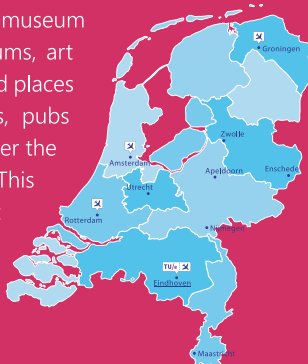 museum
ums, art
d places
s, pubs
er the
This
Groningen
Zwolle
Amsterdam
Apeldoorn
Enschede
Utrecht
Rotterdam
Nijmegen
TU/e
Eindhoven
Maastricht